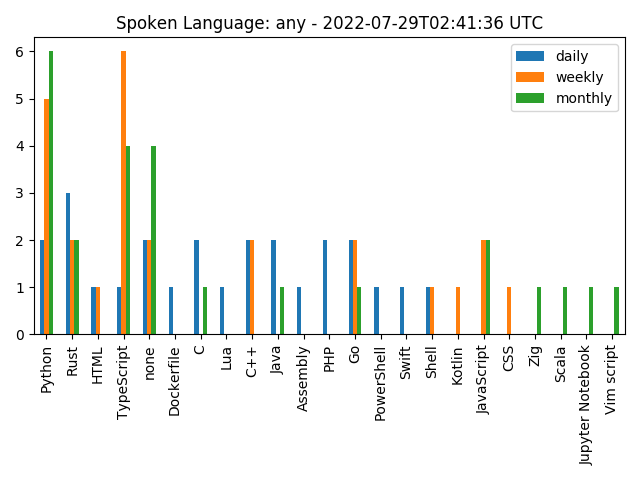 Spoken Language: any - 2022-07-29T02:41:36 UTC
daily
weekly
monthly
6
5
4
3
2
1
0
Python
Rust
HTML
TypeScript
none
Dockerfile
C
Lua
C++
Java
Assembly
PHP
Go
PowerShell
Swift
Shell
Kotlin
JavaScript
CSS
Zig
Scala
Jupyter Notebook
Vim script